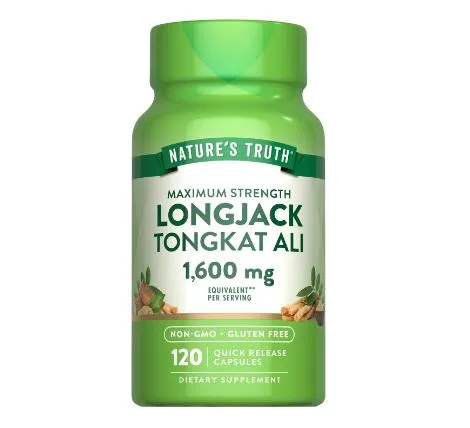 NATURE'S TRUTH®
MAXIMUM STRENGTH
LONGJACK
TONGKAT ALI
1,600 mg
EQUIVALENT**
PER SERVING
NON-GMO • GLUTEN FREE
120 QUICK RELEASE
CAPSULES
DIETARY SUPPLEMENT